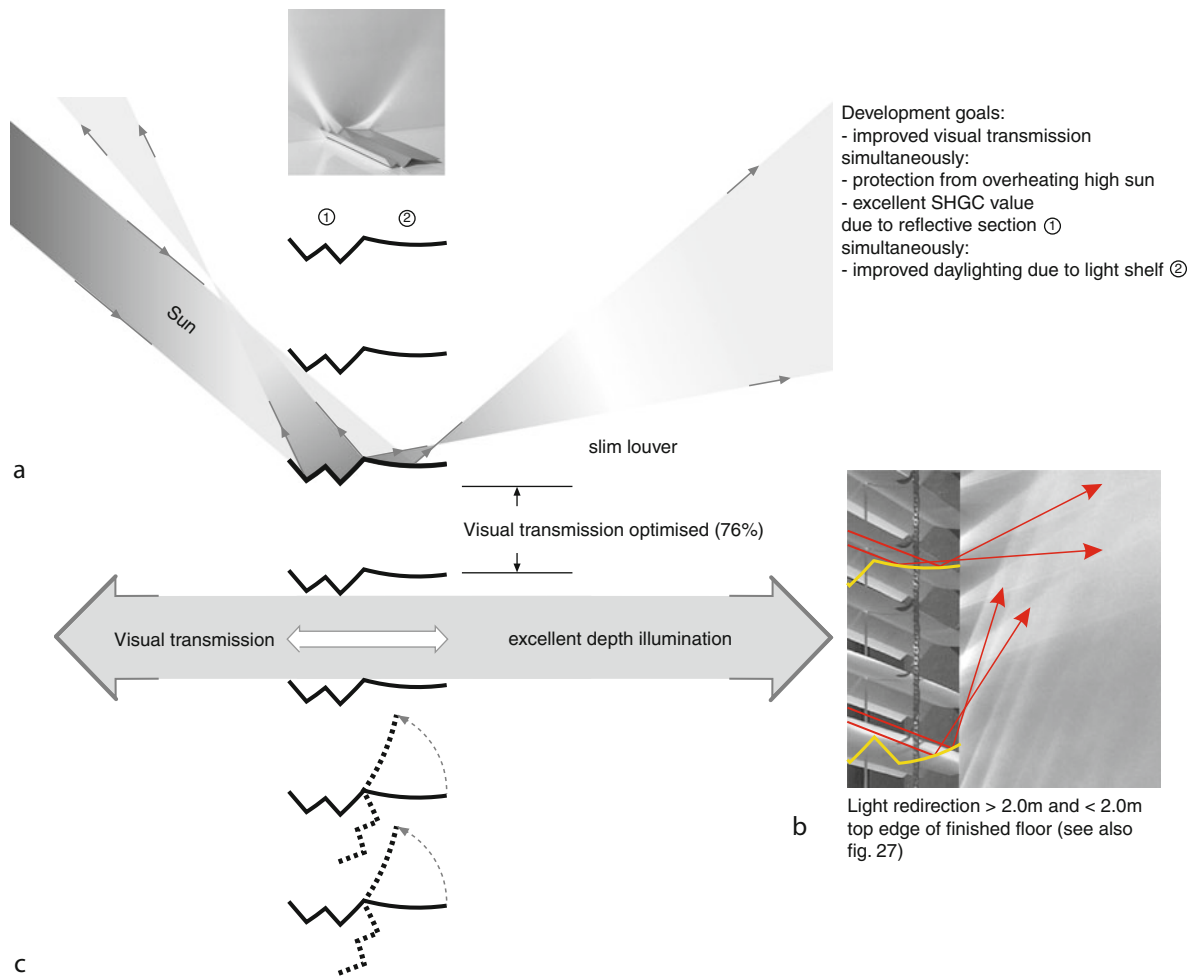 Development goals:
- improved visual transmission
simultaneously:
- protection from overheating high sun
- excellent SHGC value
due to reflective section ①
simultaneously:
- improved daylighting due to light shelf ②
① ②
Sun
a
slim louver
Visual transmission optimised (76%)
Visual transmission
excellent depth illumination
b
Light redirection > 2.0m and < 2.0m
top edge of finished floor (see also
fig. 27)
c